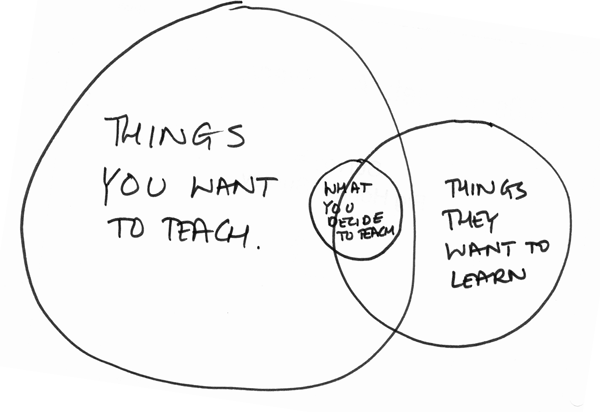 THINGS
YOU WANT
TO TEACH.
WHAT
YOU
DECIDE
TO TEACH
THINGS
THEY
WANT TO
LEARN